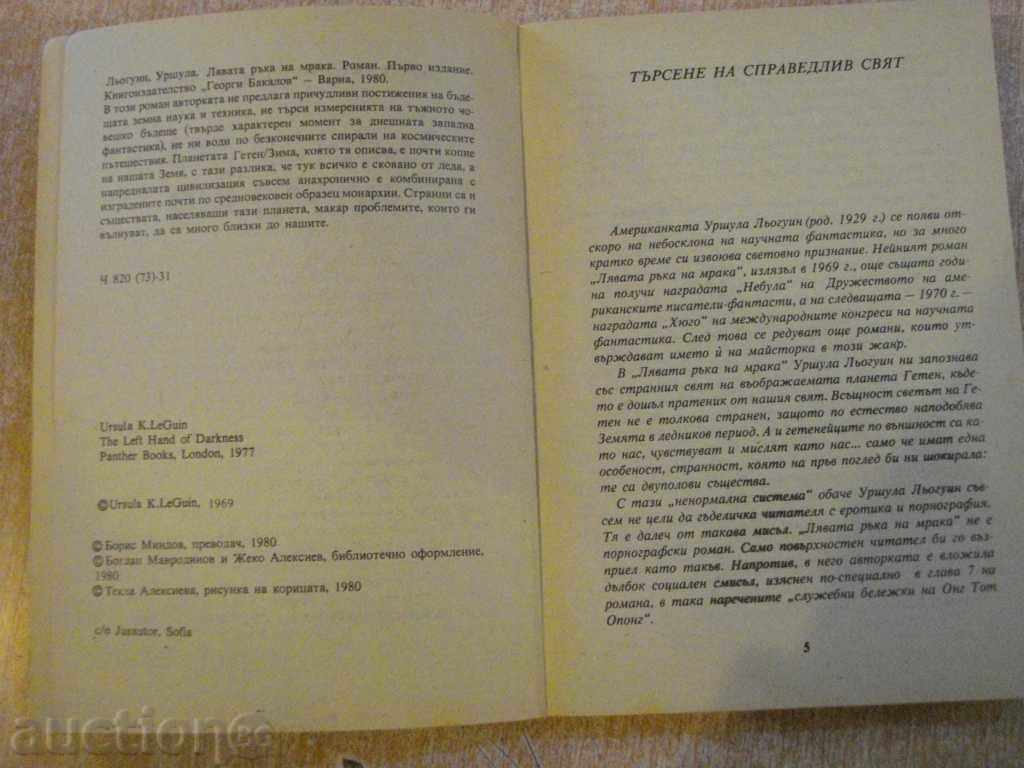 Льогуин, Уршула. Лявата ръка на мрака. Роман. Първо издание.
Книгоиздателство „Георги Бакалов“ — Варна, 1980.
В този роман авторката не предлага причудливи постижения на бъде-
щата земна наука и техника, не търси измеренията на тъжното чо-
вешко бъдеще (твърде характерен момент за днешната западна
фантастика), не ни води по безконечните спирали на космическите
пътешествия. Планетата Гетен/Зима, която тя описва, е почти копие
на нашата Земя, с тази разлика, че тук всичко е сковано от леда, а
напредналата цивилизация съвсем анахронично е комбинирана с
изградените почти по средновековен образец монархии. Странни са и
съществата, населяващи тази планета, макар проблемите, които ги
вълнуват, да са много близки до нашите.
Ч 820 (73)-31
Ursula K.LeGuin
The Left Hand of Darkness
Panther Books, London, 1977
©Ursula K.LeGuin, 1969
© Борис Миндов, преводач, 1980
© Богдан Мавродинов и Жеко Алексиев, библиотечно оформление,
1980
© Текла Алексиева, рисунка на корицата, 1980
c/o Jusautor, Sofia
ТЪРСЕНЕ НА СПРАВЕДЛИВ СВЯТ
Американката Уршула Льогуин (род. 1929 г.) се появи от-
скоро на небосклона на научната фантастика, но за много
кратко време си извоюва световно признание. Нейният роман
„Лявата ръка на мрака“, излязъл в 1969 г., още същата годи-
на получи наградата „Небула“ на Дружеството на аме-
риканските писатели-фантасти, а на следващата — 1970 г. —
наградата „Хюго“ на международните конгреси на научната
фантастика. След това се редуват още романи, които ут-
върждават името ѝ на майсторка в този жанр.
В „Лявата ръка на мрака“ Уршула Льогуин ни запознава
със странния свят на въображаемата планета Гетен, къде-
то е дошъл пратеник от нашия свят. Всъщност светът на Ге-
тен не е толкова странен, защото по естество наподобява
Земята в ледников период. А и гетенейците по външност са ка-
то нас, чувствуват и мислят като нас... само че имат една
особеност, странност, която на пръв поглед би ни шокирала:
те са двуполови същества.
С тази „ненормална система“ обаче Уршула Льогуин съв-
сем не цели да гъделичка читателя с еротика и порнография.
Тя е далеч от такава мисъл. „Лявата ръка на мрака“ не е
порнографски роман. Само повърхностен читател би го въз-
приел като такъв. Напротив, в него авторката е вложила
дълбок социален смисъл, изяснен по-специално в глава 7 на
романа, в така наречените „служебни бележки на Онг Тот
Опонг“.
5
auction